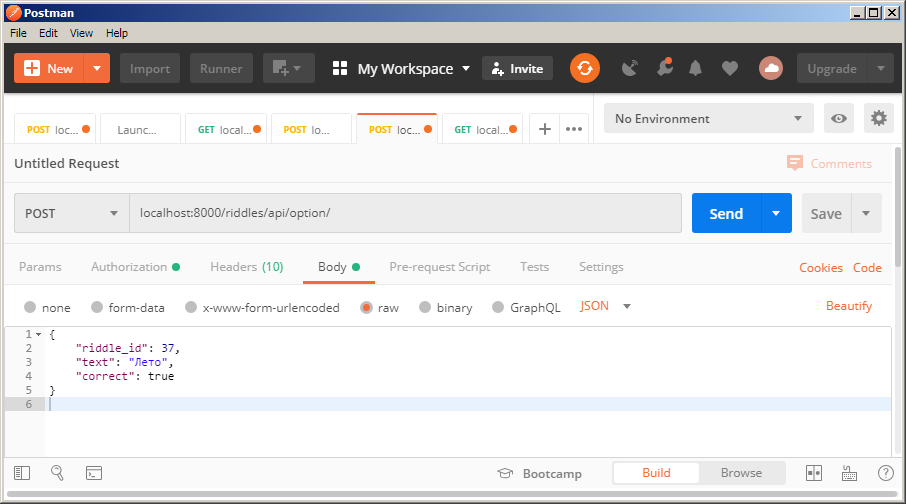 Postman
File Edit View Help
New Import Runner My Workspace Invite Upgrade
POST loc... Launc... GET local... POST lo... POST loc... GET local... + ••• No Environment
Untitled Request Comments
POST localhost:8000/riddles/api/option/ Send Save
Params Authorization Headers (10) Body Pre-request Script Tests Settings Cookies Code
none form-data x-www-form-urlencoded raw binary GraphQL JSON Beautify
1 {
2 "riddle_id": 37,
3 "text": "Лето",
4 "correct": true
5 }
6
Bootcamp Build Browse ?